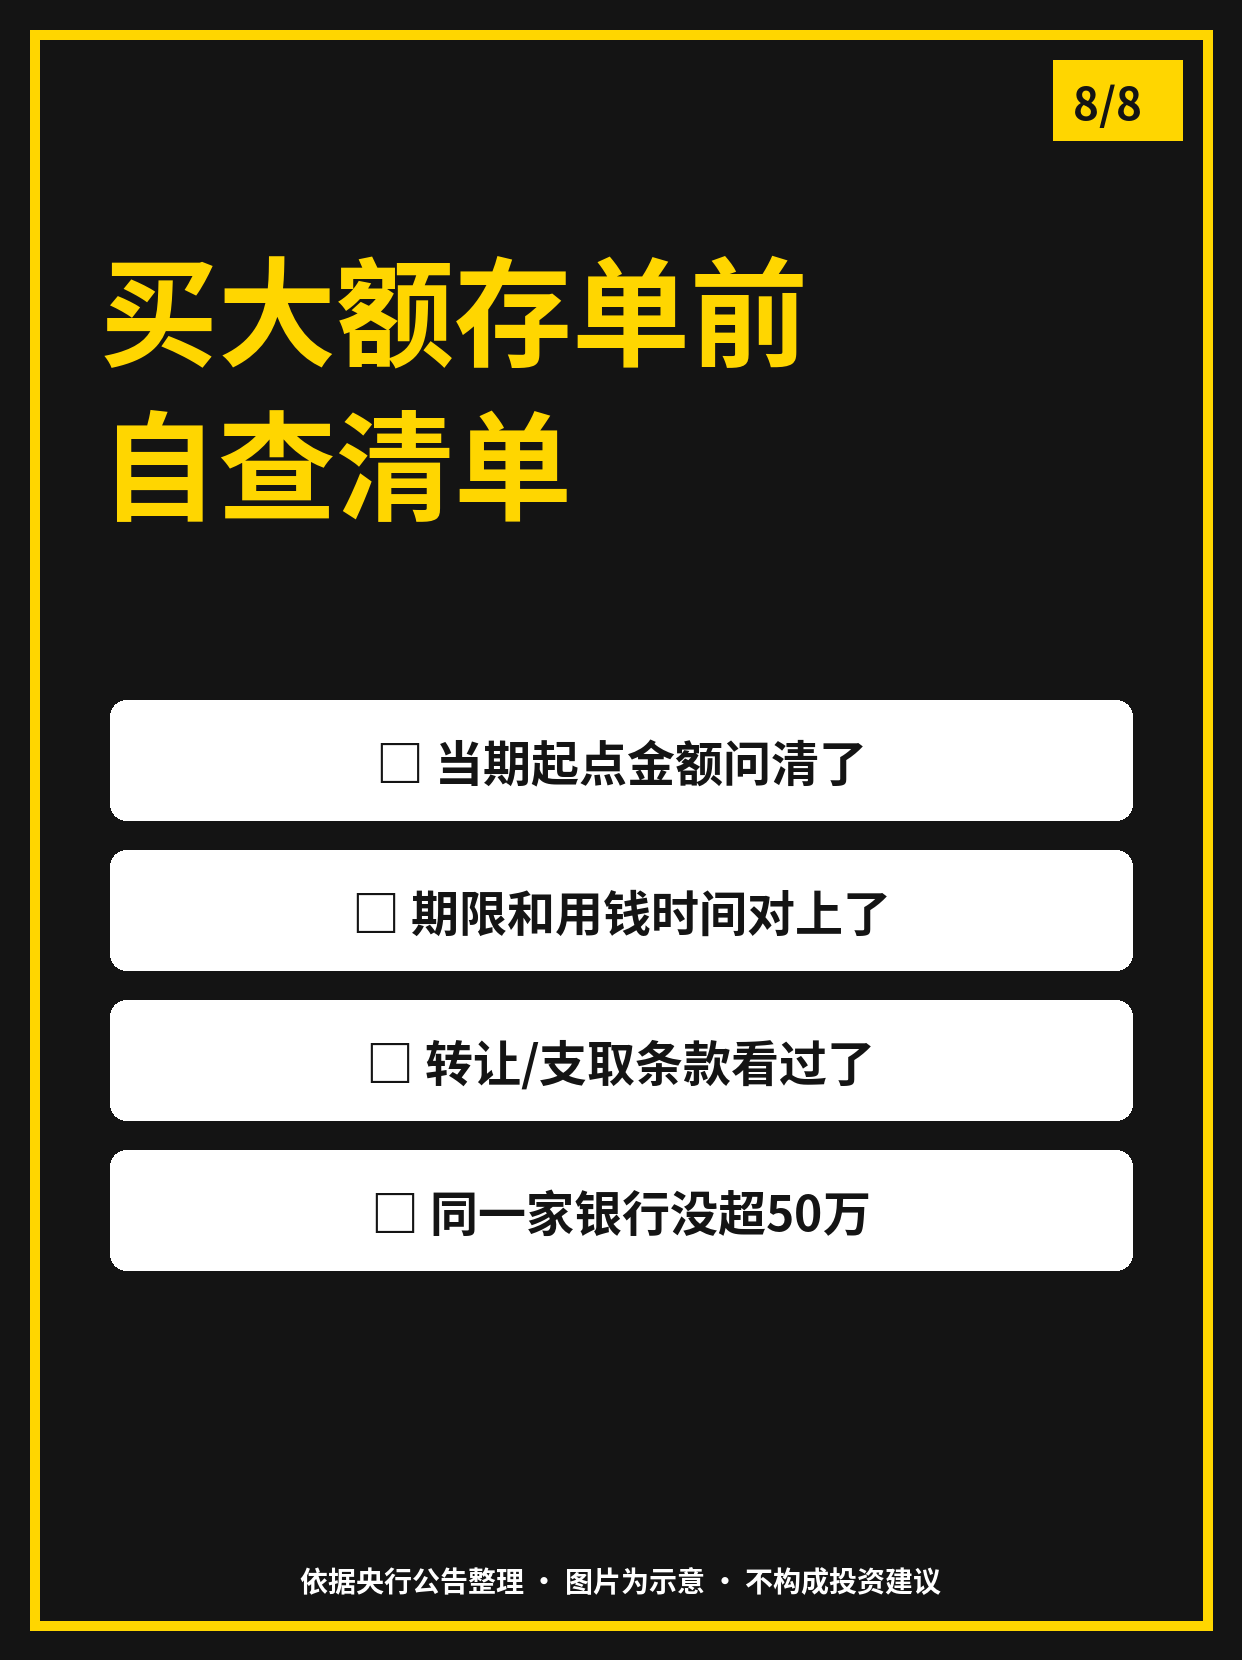 8/8
买大额存单前
自查清单
□ 当期起点金额问清了
□ 期限和用钱时间对上了
□ 转让/支取条款看过了
□ 同一家银行没超50万
依据央行公告整理 · 图片为示意 · 不构成投资建议